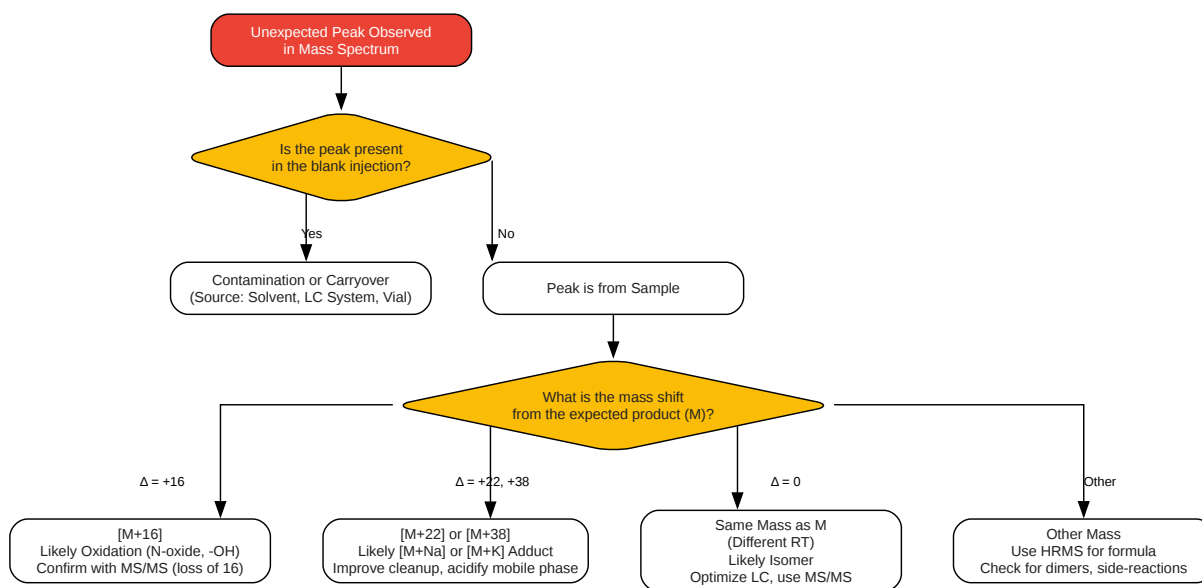 Unexpected Peak Observed
in Mass Spectrum
Is the peak present
in the blank injection?
Yes
No
Contamination or Carryover
(Source: Solvent, LC System, Vial)
Peak is from Sample
What is the mass shift
from the expected product (M)?
Δ = +16
Δ = +22, +38
Δ = 0
Other
[M+16]
Likely Oxidation (N-oxide, -OH)
Confirm with MS/MS (loss of 16)
[M+22] or [M+38]
Likely [M+Na] or [M+K] Adduct
Improve cleanup, acidify mobile phase
Same Mass as M
(Different RT)
Likely Isomer
Optimize LC, use MS/MS
Other Mass
Use HRMS for formula
Check for dimers, side-reactions